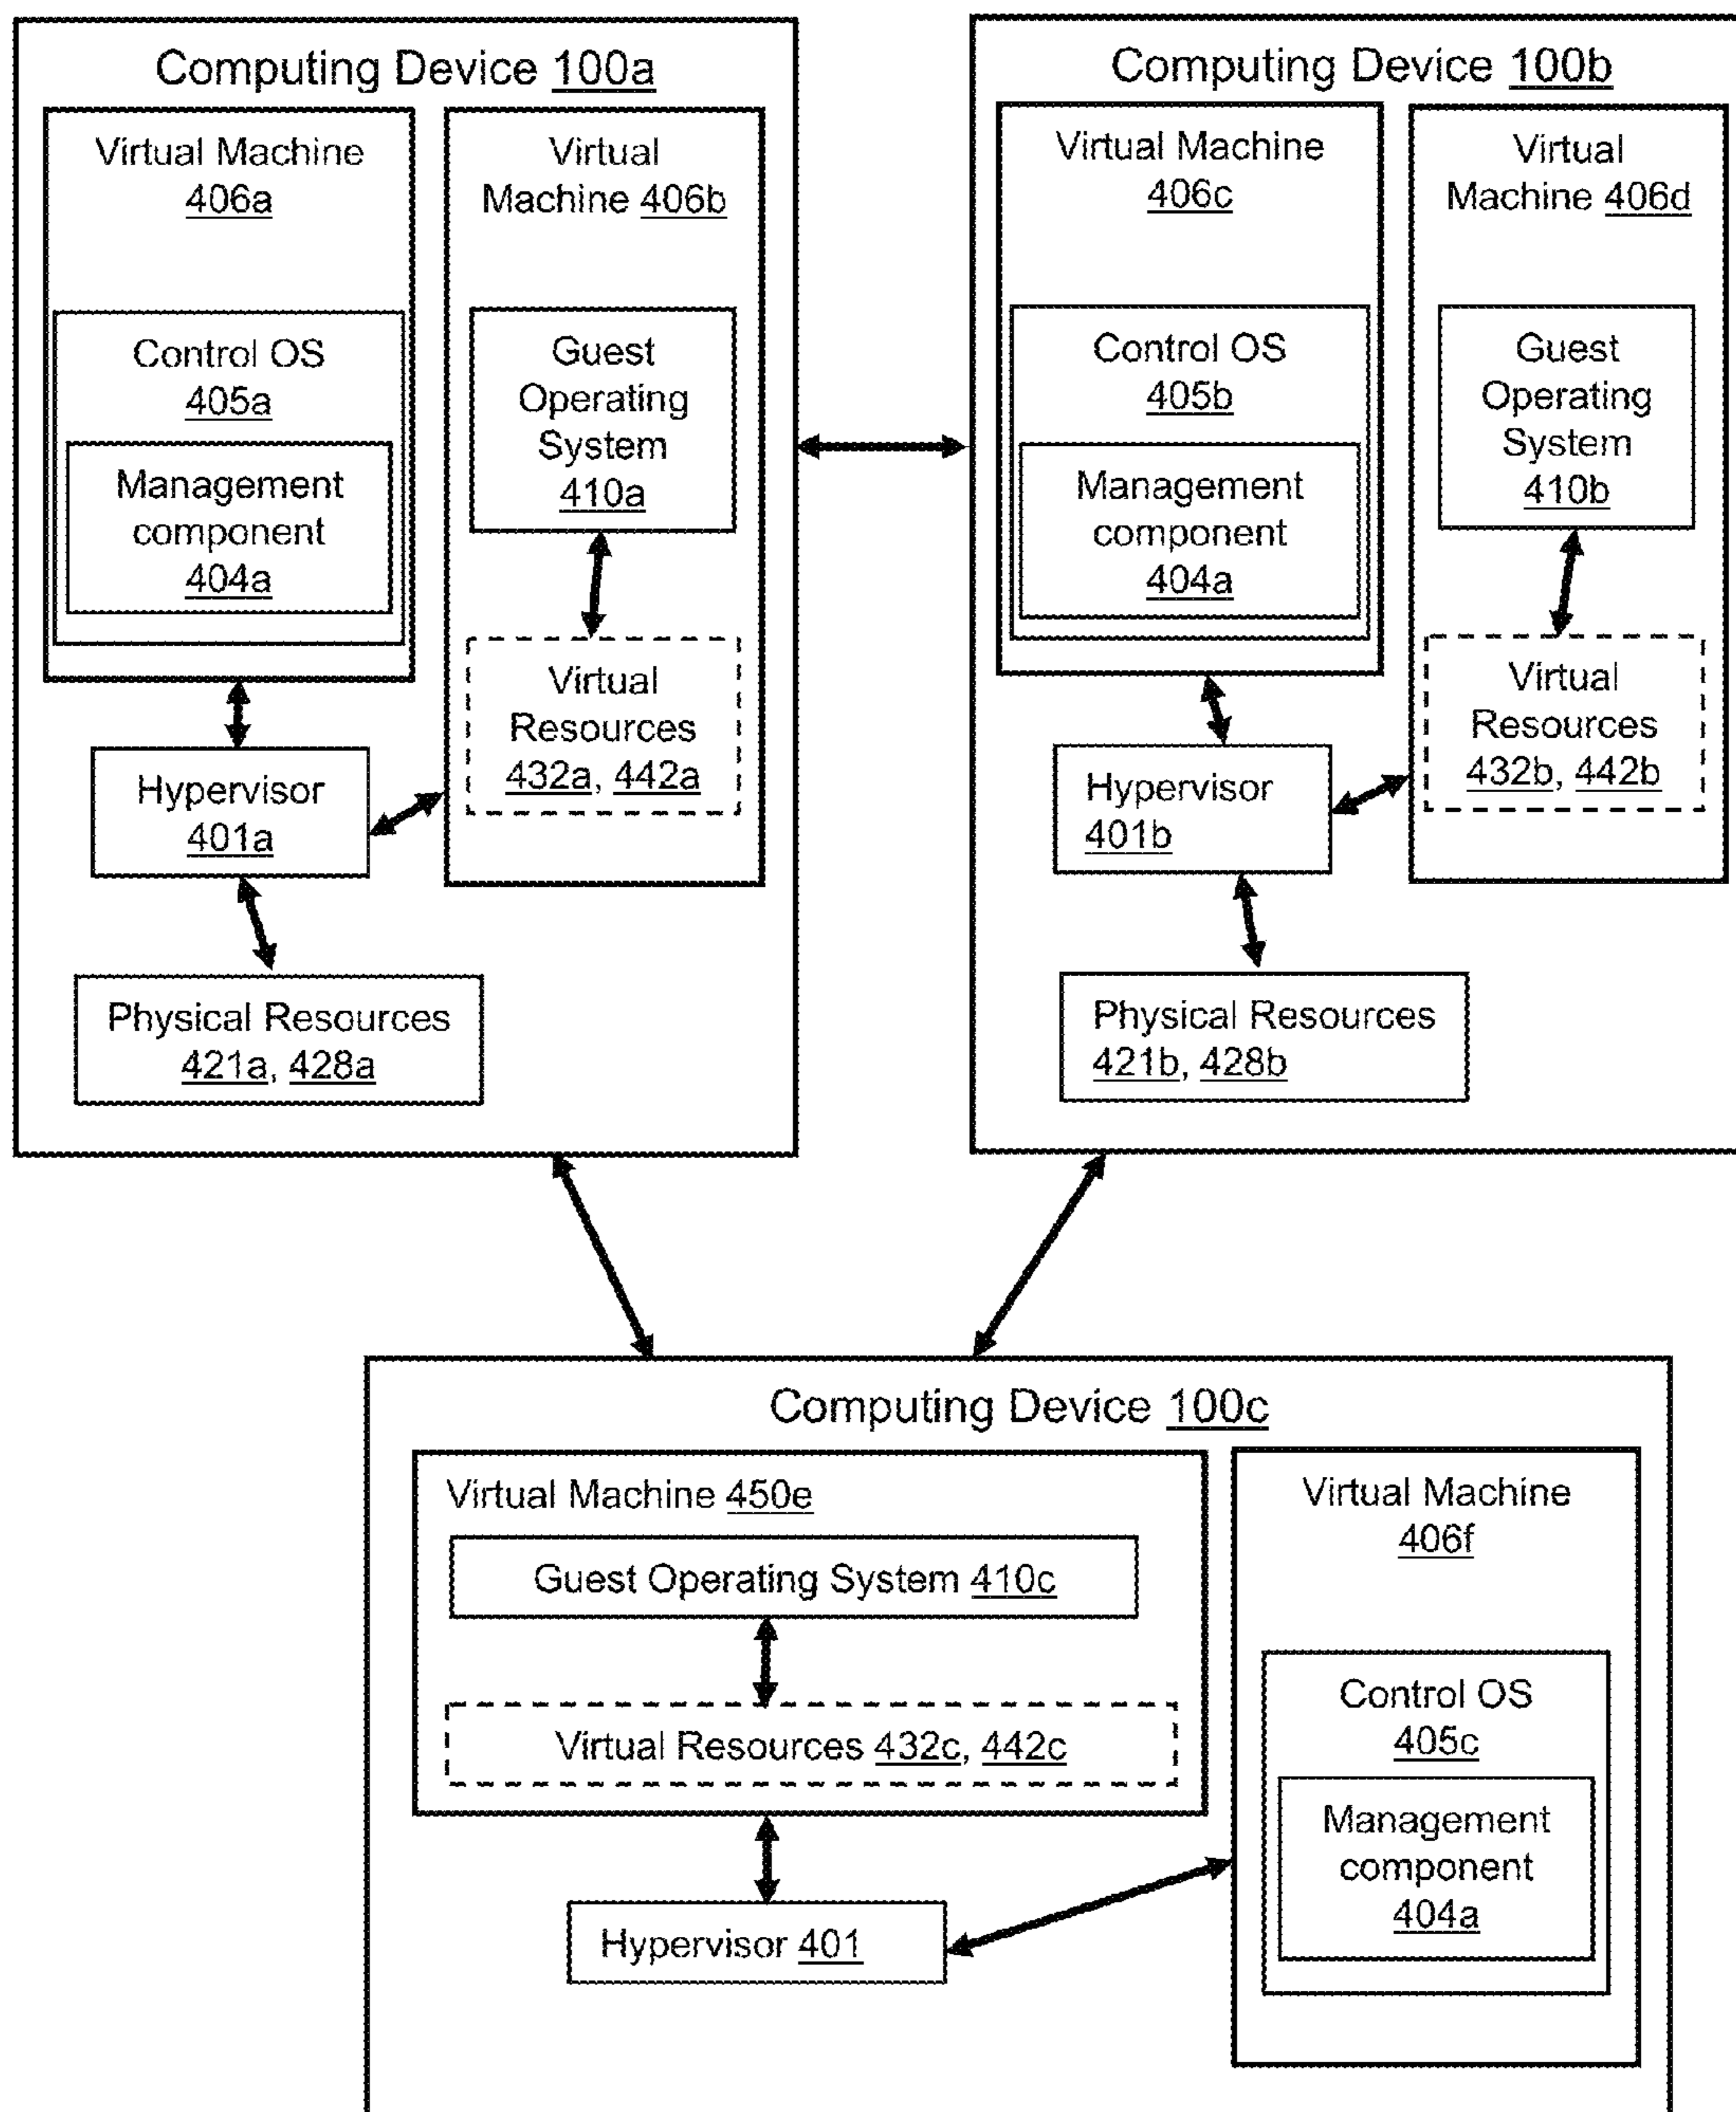 Computing Device 100a
Virtual Machine
406a
Control OS
405a
Management
component
404a
Virtual
Machine 406b
Guest
Operating
System
410a
Virtual
Resources
432a, 442a
Hypervisor
401a
Physical Resources
421a, 428a
Computing Device 100b
Virtual Machine
406c
Control OS
405b
Management
component
404a
Virtual
Machine 406d
Guest
Operating
System
410b
Virtual
Resources
432b, 442b
Hypervisor
401b
Physical Resources
421b, 428b
Computing Device 100c
Virtual Machine 450e
Guest Operating System 410c
Virtual Resources 432c, 442c
Hypervisor 401
Virtual Machine
406f
Control OS
405c
Management
component
404a